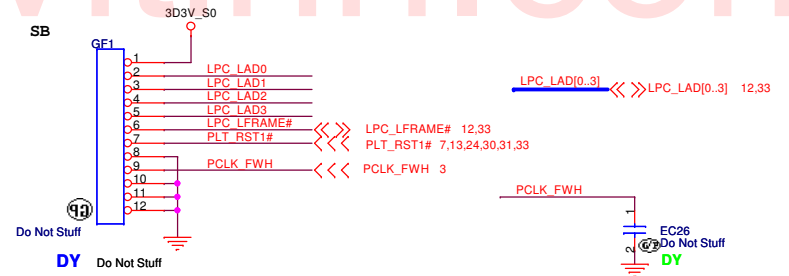 3D3V_S0
SB
GF1
1
2 LPC_LAD0
3 LPC_LAD1
4 LPC_LAD2
5 LPC_LAD3
6 LPC_LFRAME# LPC_LFRAME# 12,33
7 PLT_RST1# PLT_RST1# 7,13,24,30,31,33
8
9 PCLK_FWH PCLK_FWH 3
10
11
12
Do Not Stuff
DY Do Not Stuff
LPC_LAD[0..3] LPC_LAD[0..3] 12,33
PCLK_FWH
1
EC26
2 Do Not Stuff
DY